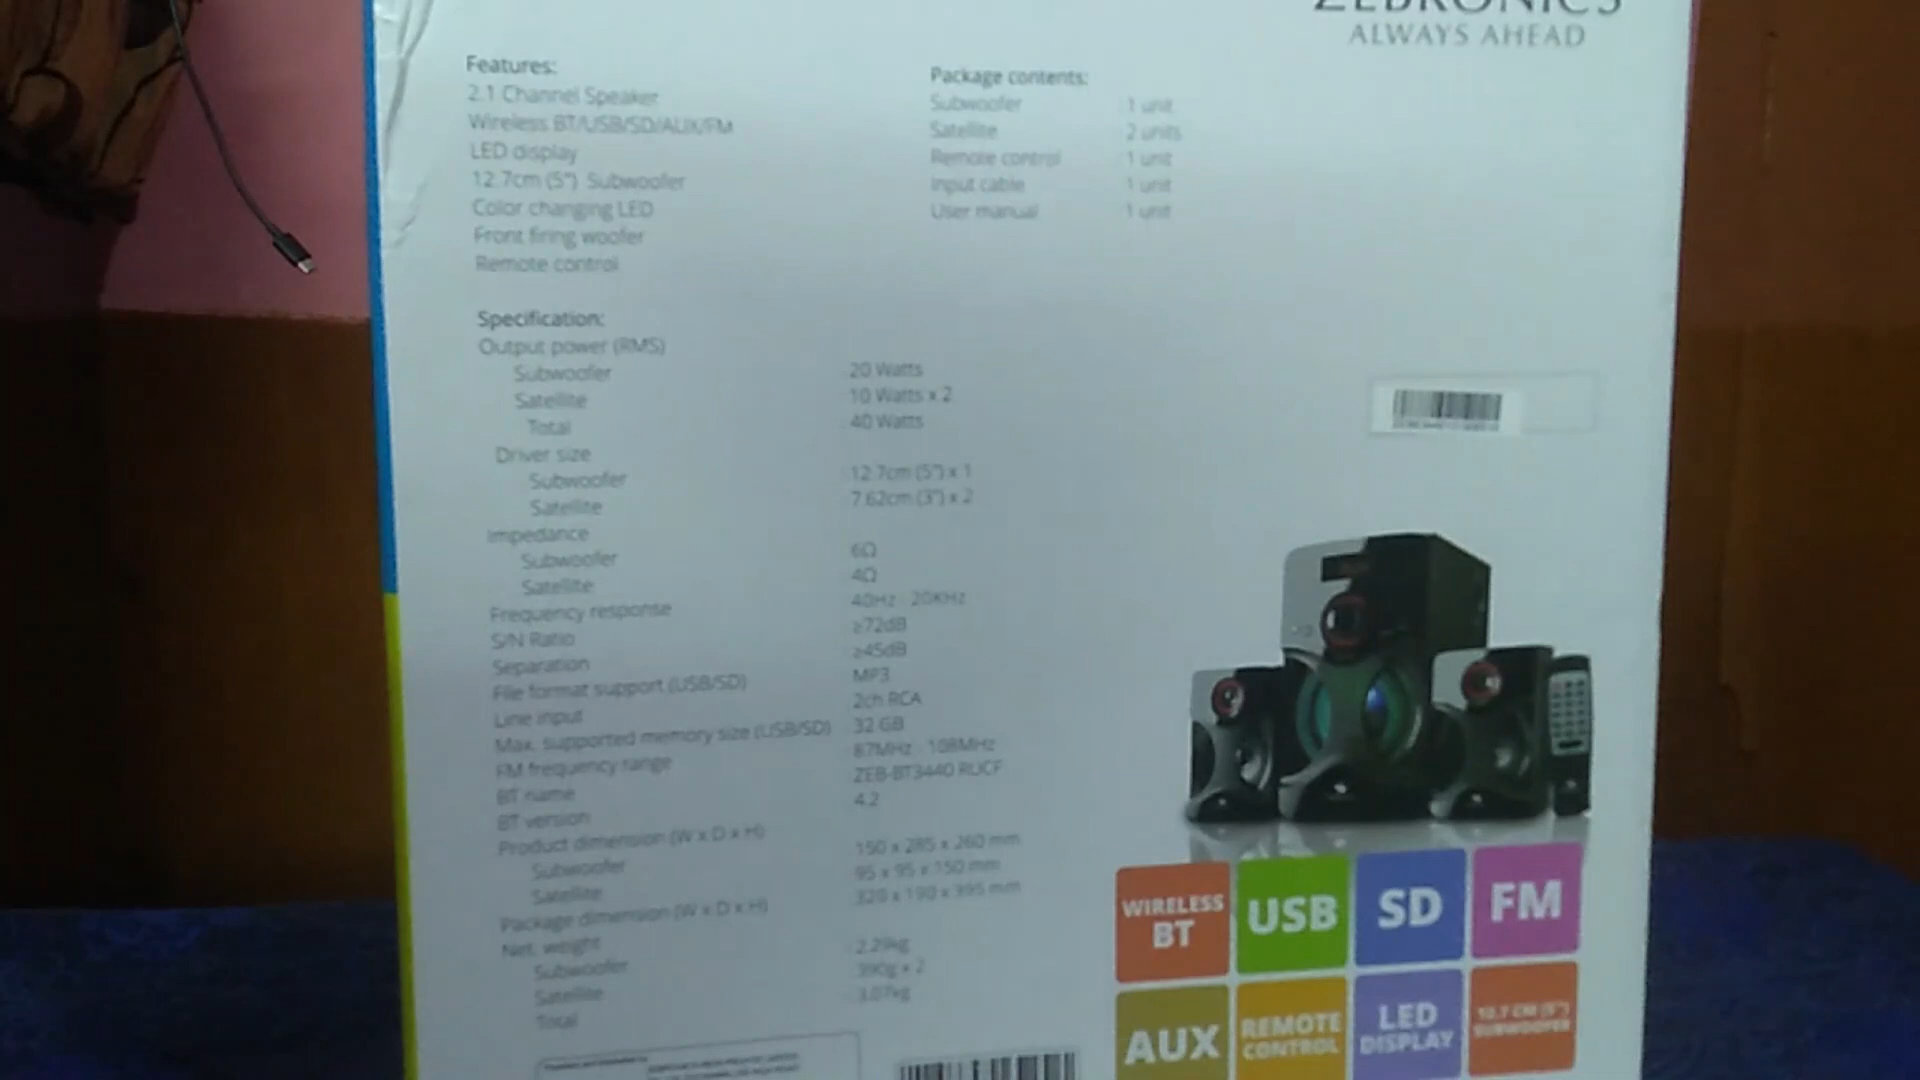 ZEBRONICS
ALWAYS AHEAD
Features:
2.1 Channel Speaker
Wireless BT/USB/SD/AUX/FM
LED display
12.7cm (5") Subwoofer
Color changing LED
Front firing woofer
Remote control
Package contents:
Subwoofer : 1 unit
Satellite : 2 units
Remote control : 1 unit
Input cable : 1 unit
User manual : 1 unit
Specification:
Output power (RMS)
Subwoofer : 20 Watts
Satellite : 10 Watts x 2
Total : 40 Watts
Driver size
Subwoofer : 12.7cm (5") x 1
Satellite : 7.62cm (3") x 2
Impedance
Subwoofer : 6Ω
Satellite : 4Ω
Frequency response : 40Hz - 20KHz
S/N Ratio : ≥72dB
Separation : ≥45dB
File format support (USB/SD) : MP3
Line input : 2ch RCA
Max. supported memory size (USB/SD) : 32 GB
FM frequency range : 87MHz - 108MHz
BT name : ZEB-BT3440 RUCF
BT version : 4.2
Product dimension (W x D x H)
Subwoofer : 150 x 285 x 260 mm
Satellite : 95 x 95 x 150 mm
Package dimension (W x D x H) : 320 x 190 x 395 mm
Net. weight
Subwoofer : 2.29kg
Satellite : 390g x 2
Total : 3.07kg
WIRELESS BT
USB
SD
FM
AUX
REMOTE CONTROL
LED DISPLAY
12.7 CM (5") SUBWOOFER